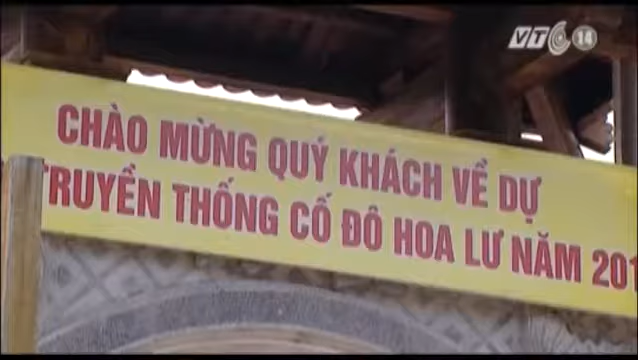 VTC 14
CHÀO MỪNG QUÝ KHÁCH VỀ DỰ
TRUYỀN THỐNG CỐ ĐÔ HOA LƯ NĂM 201